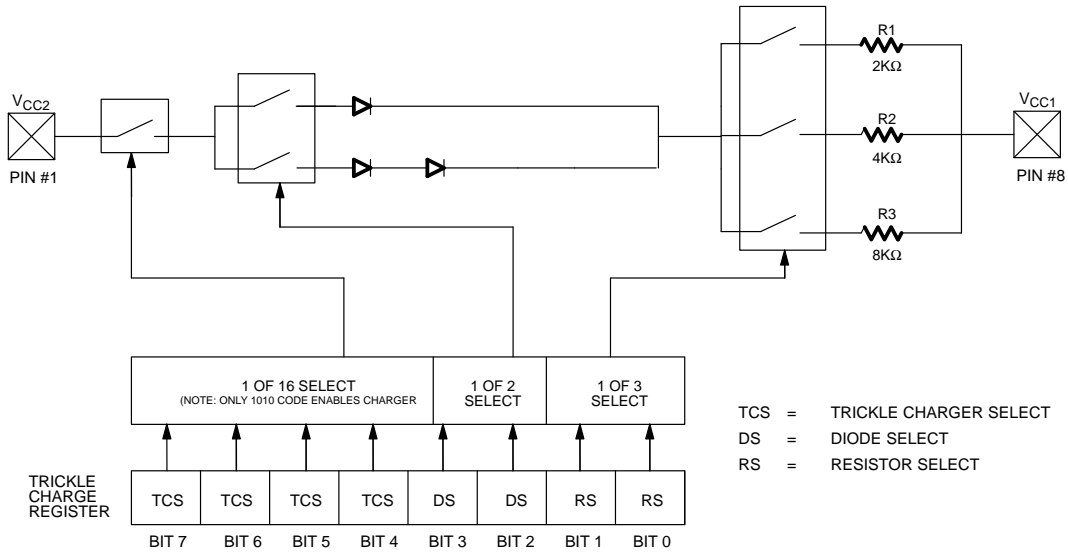 R1
2KΩ
VCC2
PIN #1
R2
4KΩ
VCC1
PIN #8
R3
8KΩ
1 OF 16 SELECT
(NOTE: ONLY 1010 CODE ENABLES CHARGER
1 OF 2
SELECT
1 OF 3
SELECT
TCS = TRICKLE CHARGER SELECT
DS = DIODE SELECT
RS = RESISTOR SELECT
TRICKLE
CHARGE
REGISTER
TCS TCS TCS TCS DS DS RS RS
BIT 7 BIT 6 BIT 5 BIT 4 BIT 3 BIT 2 BIT 1 BIT 0